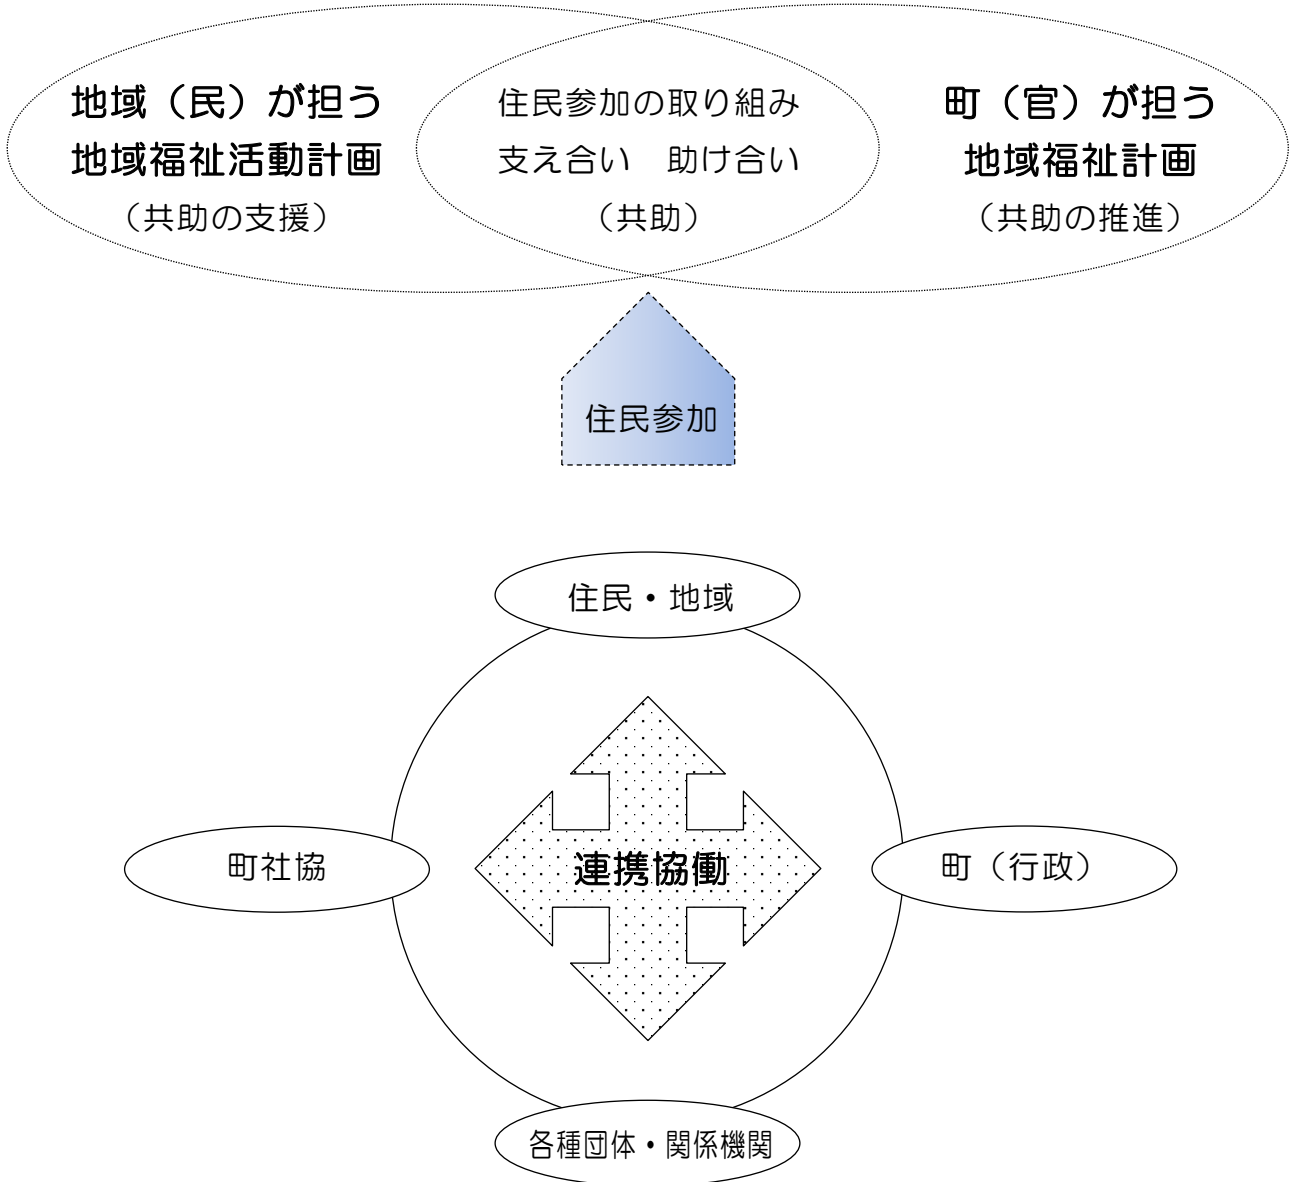 地域（民）が担う
地域福祉活動計画
（共助の支援）
住民参加の取り組み
支え合い　助け合い
（共助）
町（官）が担う
地域福祉計画
（共助の推進）
住民参加
住民・地域
町社協
連携協働
町（行政）
各種団体・関係機関